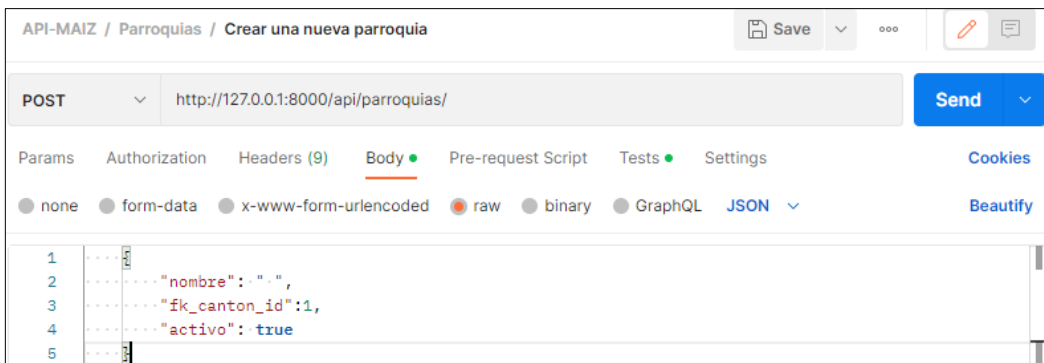 API-MAIZ / Parroquias / Crear una nueva parroquia Save ooo
POST http://127.0.0.1:8000/api/parroquias/ Send
Params Authorization Headers (9) Body Pre-request Script Tests Settings Cookies
none form-data x-www-form-urlencoded raw binary GraphQL JSON Beautify
1 {
2 "nombre": " ",
3 "fk_canton_id":1,
4 "activo": true
5 }